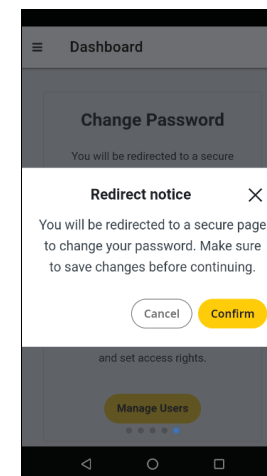 Dashboard
Change Password
You will be redirected to a secure
Redirect notice
You will be redirected to a secure page
to change your password. Make sure
to save changes before continuing.
Cancel
Confirm
and set access rights.
Manage Users